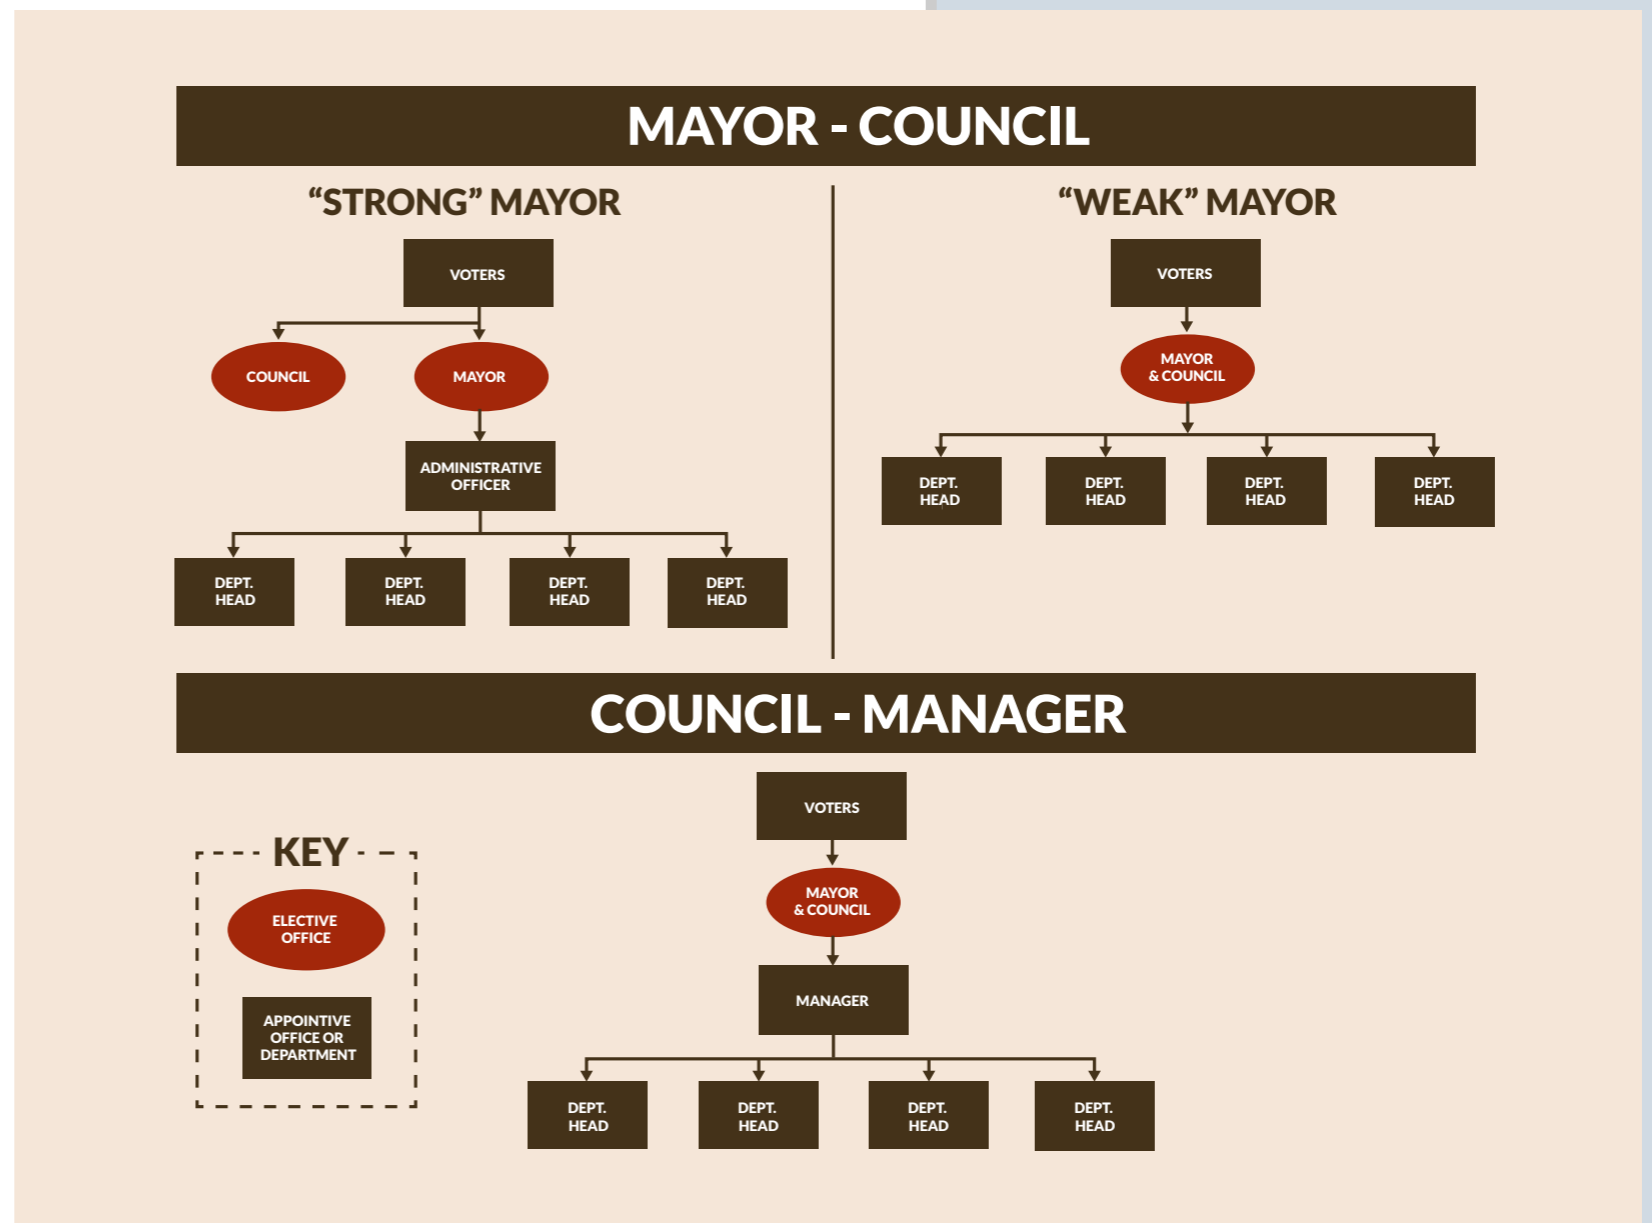 MAYOR - COUNCIL
“STRONG” MAYOR
VOTERS
COUNCIL
MAYOR
ADMINISTRATIVE
OFFICER
DEPT.
HEAD
DEPT.
HEAD
DEPT.
HEAD
DEPT.
HEAD
“WEAK” MAYOR
VOTERS
MAYOR
& COUNCIL
DEPT.
HEAD
DEPT.
HEAD
DEPT.
HEAD
DEPT.
HEAD
COUNCIL - MANAGER
KEY
ELECTIVE
OFFICE
APPOINTIVE
OFFICE OR
DEPARTMENT
VOTERS
MAYOR
& COUNCIL
MANAGER
DEPT.
HEAD
DEPT.
HEAD
DEPT.
HEAD
DEPT.
HEAD